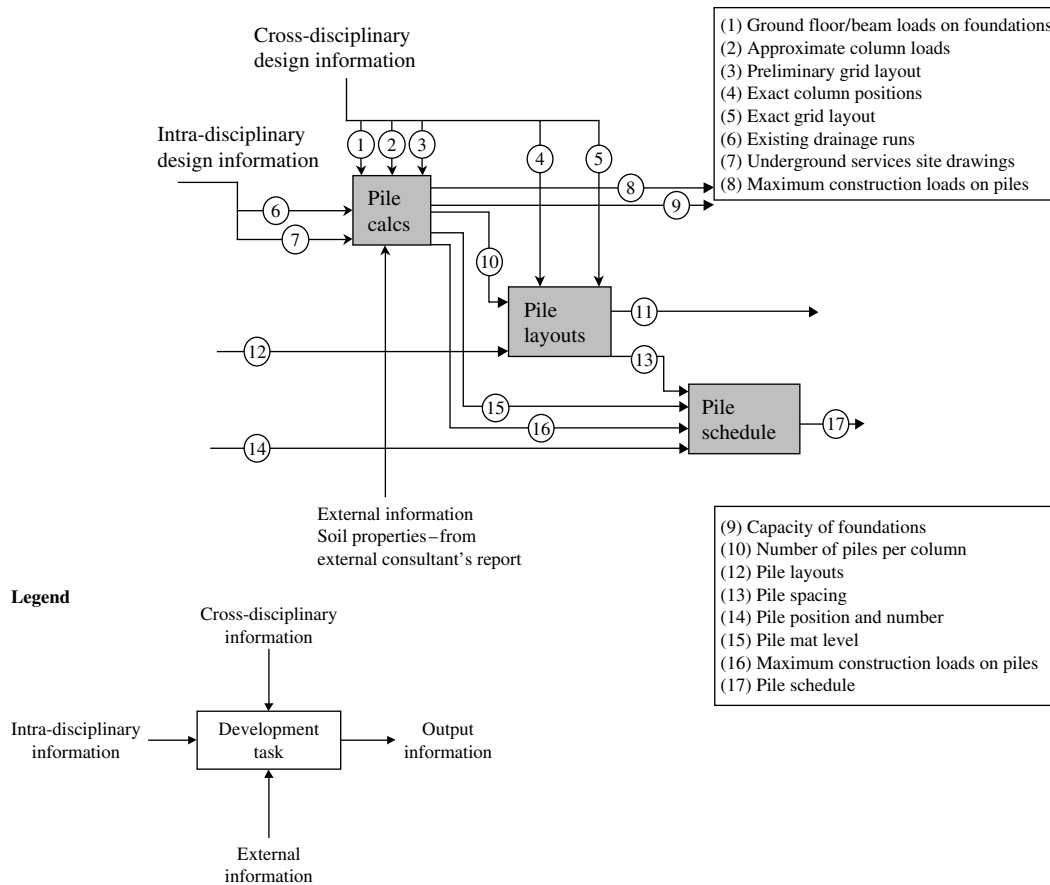 Cross-disciplinary
design information
(1) Ground floor/beam loads on foundations
(2) Approximate column loads
(3) Preliminary grid layout
(4) Exact column positions
(5) Exact grid layout
(6) Existing drainage runs
(7) Underground services site drawings
(8) Maximum construction loads on piles
Intra-disciplinary
design information
1
2
3
4
5
6
7
Pile
calcs
8
9
10
Pile
layouts
11
12
13
15
16
14
Pile
schedule
17
External information
Soil properties–from
external consultant's report
(9) Capacity of foundations
(10) Number of piles per column
(12) Pile layouts
(13) Pile spacing
(14) Pile position and number
(15) Pile mat level
(16) Maximum construction loads on piles
(17) Pile schedule
Legend
Cross-disciplinary
information
Intra-disciplinary
information
Development
task
Output
information
External
information